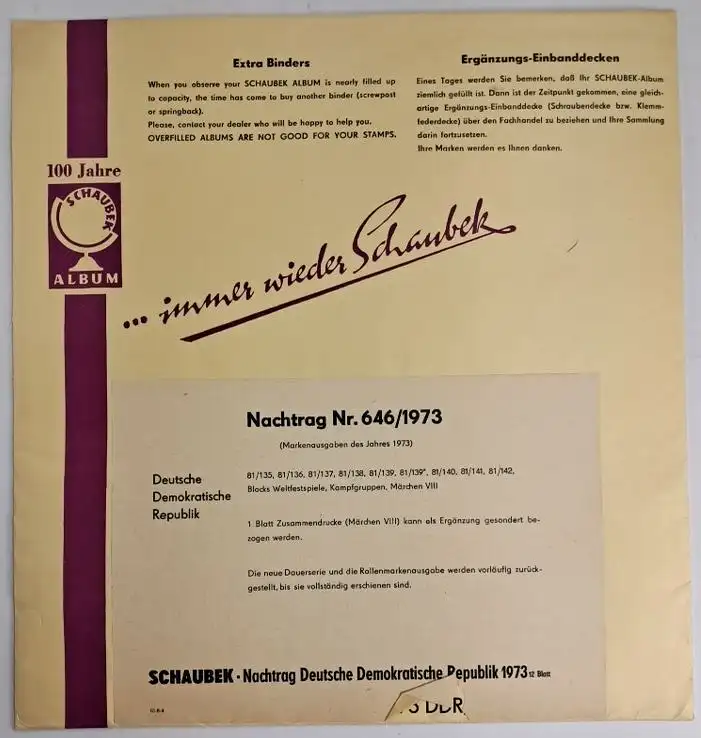 Extra Binders
When you observe your SCHAUBEK ALBUM is nearly filled up
to capacity, the time has come to buy another binder (screwpost
or springback).
Please, contact your dealer who will be happy to help you.
OVERFILLED ALBUMS ARE NOT GOOD FOR YOUR STAMPS.
Ergänzungs-Einbanddecken
Eines Tages werden Sie bemerken, daß Ihr SCHAUBEK-Album
ziemlich gefüllt ist. Dann ist der Zeitpunkt gekommen, eine gleich-
artige Ergänzungs-Einbanddecke (Schraubendecke bzw. Klemm-
federdecke) über den Fachhandel zu beziehen und Ihre Sammlung
darin fortzusetzen.
Ihre Marken werden es Ihnen danken.
100 Jahre
SCHAUBEK
ALBUM
... immer wieder Schaubek
Nachtrag Nr. 646/1973
(Markenausgaben des Jahres 1973)
Deutsche
Demokratische
Republik
81/135, 81/136, 81/137, 81/138, 81/139, 81/139*, 81/140, 81/141, 81/142,
Blocks Weltfestspiele, Kampfgruppen, Märchen VIII
1 Blatt Zusammendrucke (Märchen VIII) kann als Ergänzung gesondert be-
zogen werden.
Die neue Dauerserie und die Rollenmarkenausgabe werden vorläufig zurück-
gestellt, bis sie vollständig erschienen sind.
SCHAUBEK · Nachtrag Deutsche Demokratische Republik 1973 12 Blatt
DDR